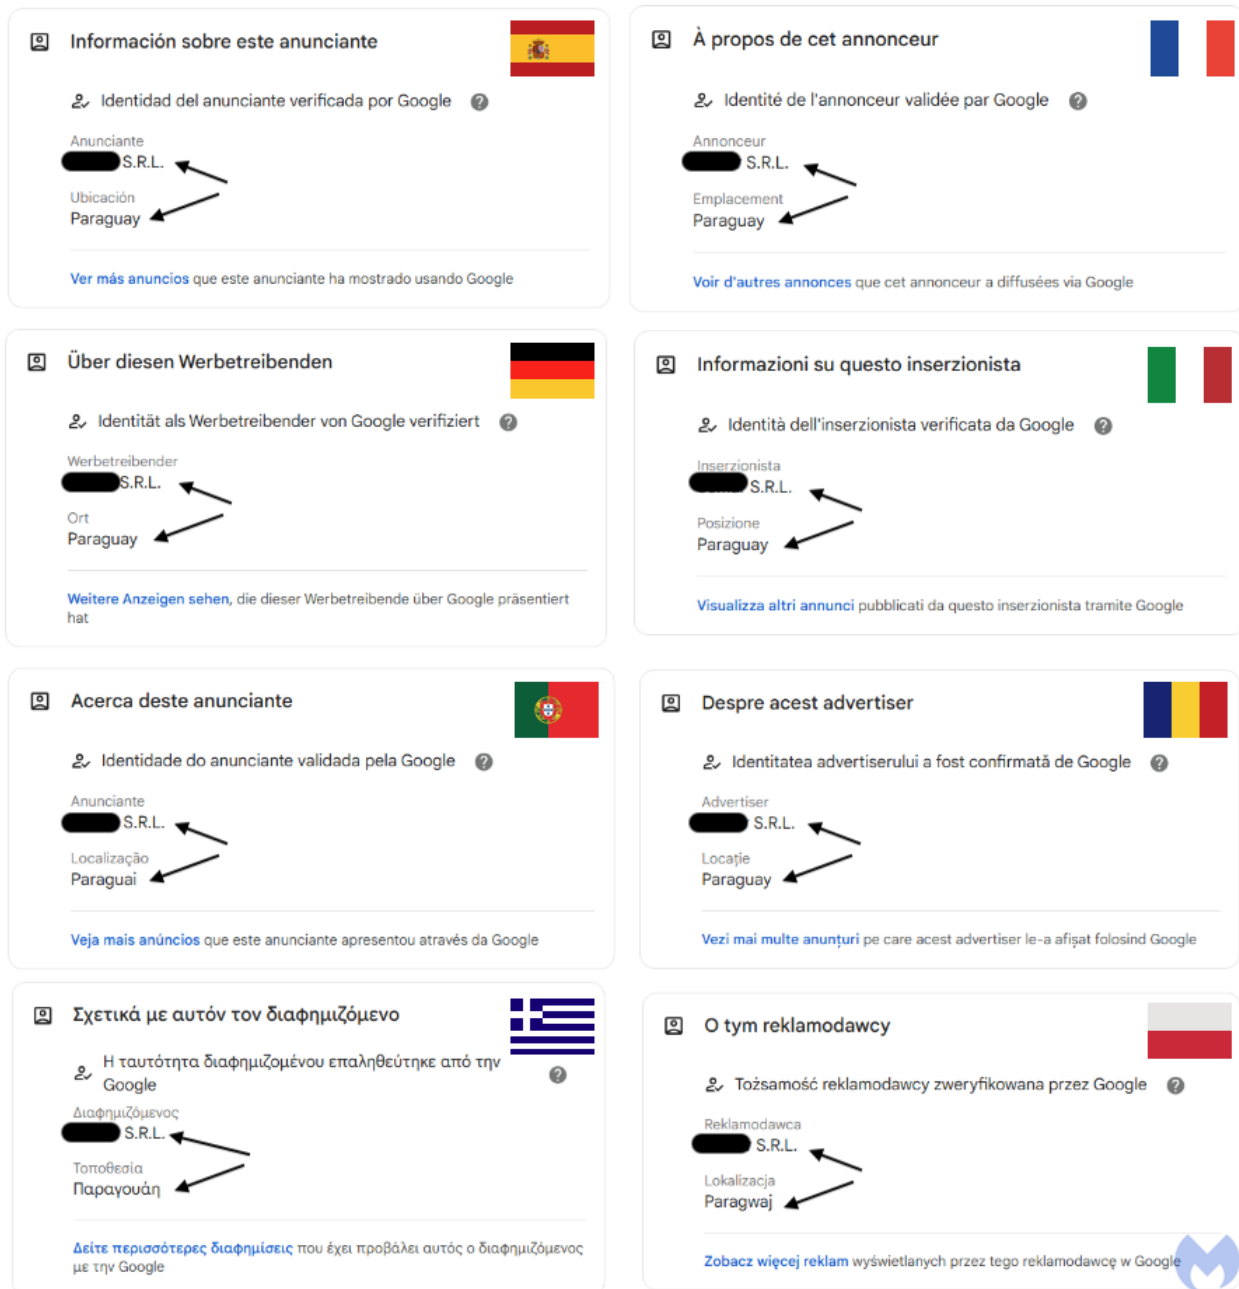 Información sobre este anunciante
Identidad del anunciante verificada por Google
Anunciante
S.R.L.
Ubicación
Paraguay
Ver más anuncios que este anunciante ha mostrado usando Google
À propos de cet annonceur
Identité de l'annonceur validée par Google
Annonceur
S.R.L.
Emplacement
Paraguay
Voir d'autres annonces que cet annonceur a diffusées via Google
Über diesen Werbetreibenden
Identität als Werbetreibender von Google verifiziert
Werbetreibender
S.R.L.
Ort
Paraguay
Weitere Anzeigen sehen, die dieser Werbetreibende über Google präsentiert
hat
Informazioni su questo inserzionista
Identità dell'inserzionista verificata da Google
Inserzionista
S.R.L.
Posizione
Paraguay
Visualizza altri annunci pubblicati da questo inserzionista tramite Google
Acerca deste anunciante
Identidade do anunciante validada pela Google
Anunciante
S.R.L.
Localização
Paraguai
Veja mais anúncios que este anunciante apresentou através da Google
Despre acest advertiser
Identitatea advertiserului a fost confirmată de Google
Advertiser
S.R.L.
Locație
Paraguay
Vezi mai multe anunțuri pe care acest advertiser le-a afișat folosind Google
Σχετικά με αυτόν τον διαφημιζόμενο
Η ταυτότητα διαφημιζομένου επαληθεύτηκε από την
Google
Διαφημιζόμενος
S.R.L.
Τοποθεσία
Παραγουάη
Δείτε περισσότερες διαφημίσεις που έχει προβάλει αυτός ο διαφημιζόμενος
με την Google
O tym reklamodawcy
Tożsamość reklamodawcy zweryfikowana przez Google
Reklamodawca
S.R.L.
Lokalizacja
Paragwaj
Zobacz więcej reklam wyświetlanych przez tego reklamodawcę w Google